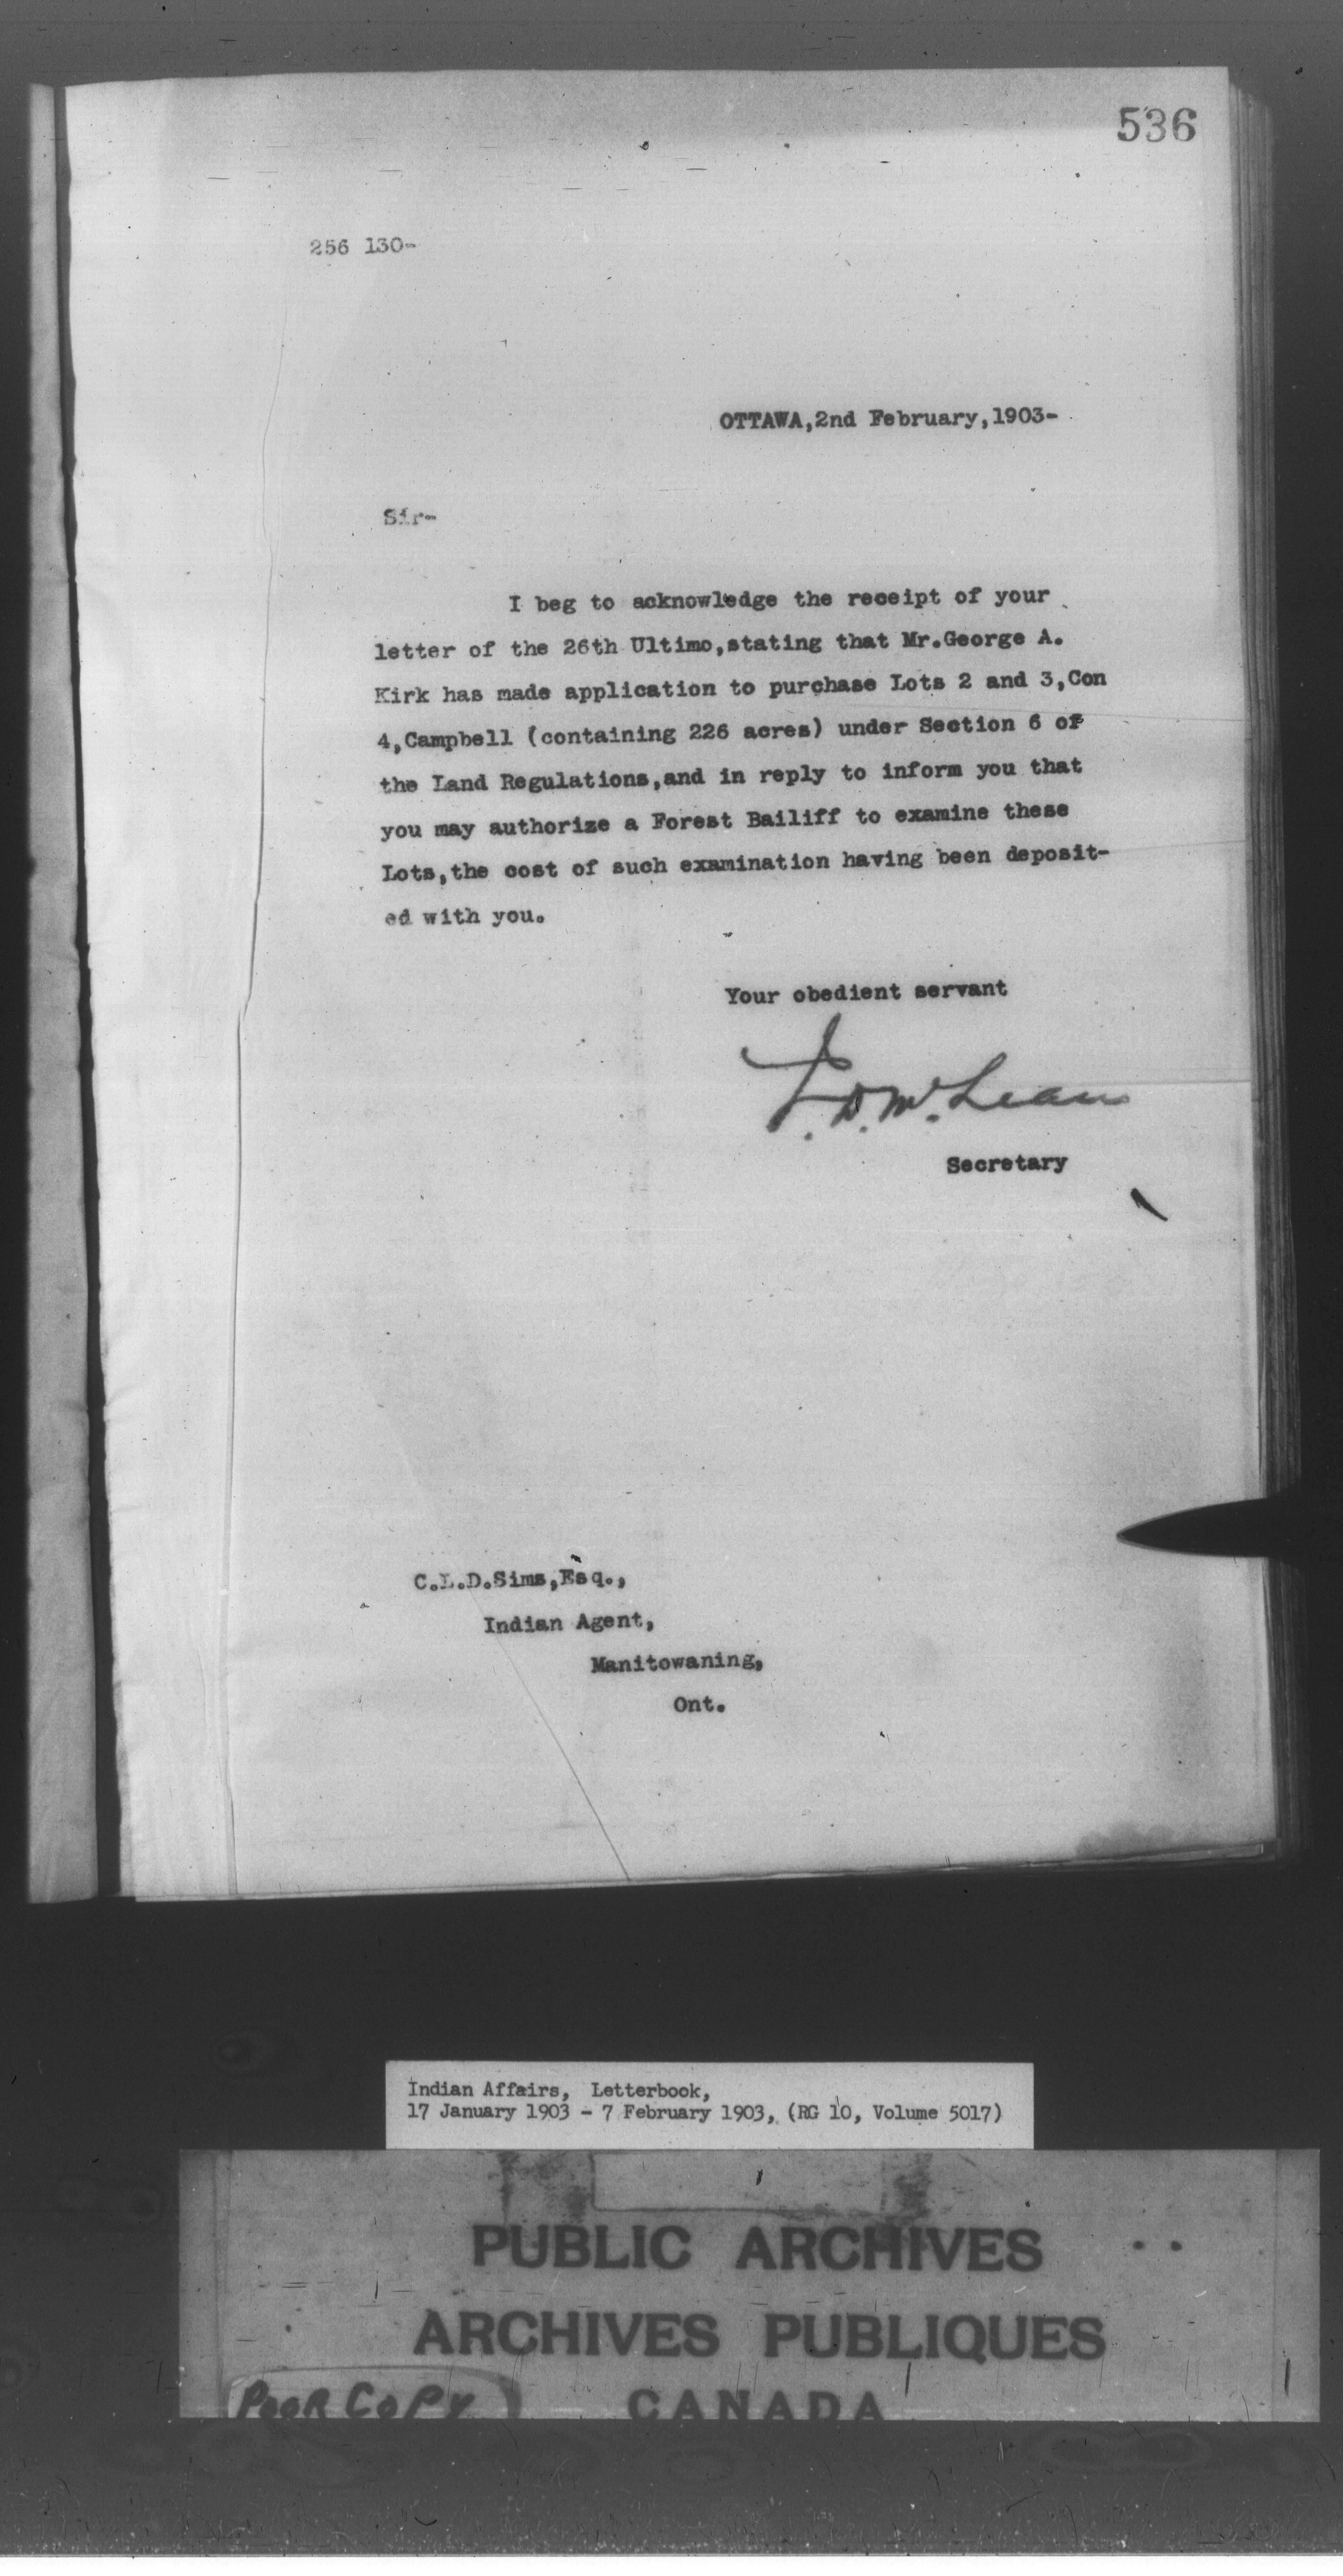 536
256 130-
OTTAWA,2nd February,1903-
Sir-
I beg to acknowledge the receipt of your
letter of the 26th Ultimo,stating that Mr.George A.
Kirk has made application to purchase Lots 2 and 3,Con
4,Campbell (containing 226 acres) under Section 6 of
the Land Regulations,and in reply to inform you that
you may authorize a Forest Bailiff to examine these
Lots,the cost of such examination having been deposit-
ed with you.
Your obedient servant
J.D.McLean
Secretary
C.L.D.Sims,Esq.,
Indian Agent,
Manitowaning,
Ont.
Indian Affairs, Letterbook,
17 January 1903 - 7 February 1903, (RG 10, Volume 5017)
PUBLIC ARCHIVES
ARCHIVES PUBLIQUES
POOR COPY CANADA